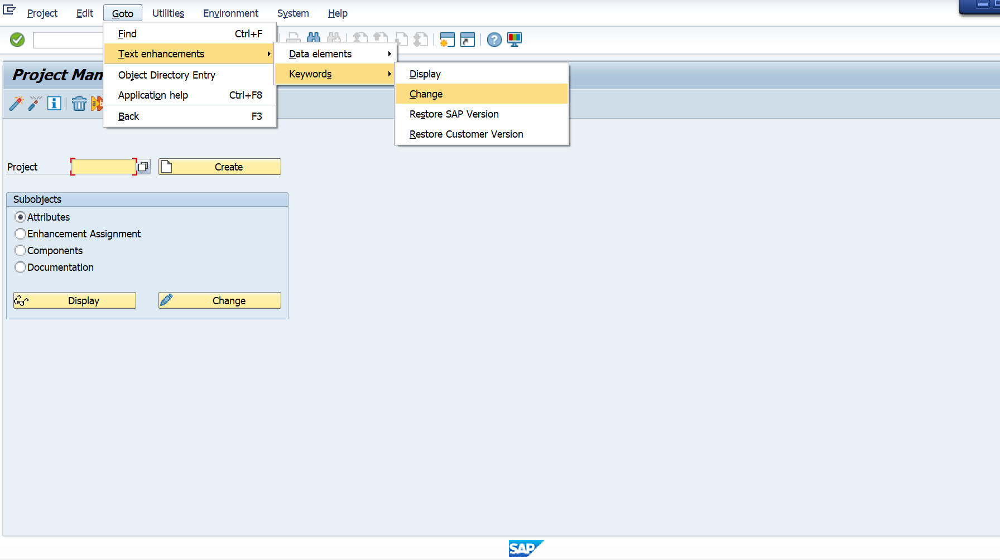 Project Edit Goto Utilities Environment System Help
Find Ctrl+F
Text enhancements
Object Directory Entry
Application help Ctrl+F8
Back F3
Data elements
Keywords
Display
Change
Restore SAP Version
Restore Customer Version
Project Man
Project Create
Subobjects
Attributes
Enhancement Assignment
Components
Documentation
Display Change
SAP